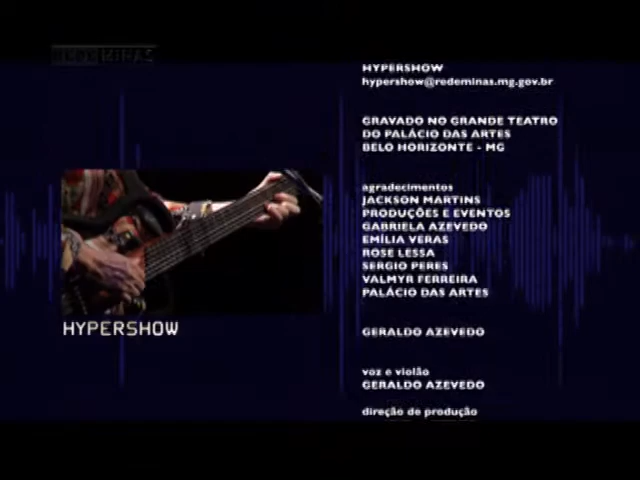 REDE MINAS
HYPERSHOW
HYPERSHOW
hypershow@redeminas.mg.gov.br
GRAVADO NO GRANDE TEATRO
DO PALÁCIO DAS ARTES
BELO HORIZONTE - MG
agradecimentos
JACKSON MARTINS
PRODUÇÕES E EVENTOS
GABRIELA AZEVEDO
EMÍLIA VERAS
ROSE LESSA
SERGIO PERES
VALMYR FERREIRA
PALÁCIO DAS ARTES
GERALDO AZEVEDO
voz e violão
GERALDO AZEVEDO
direção de produção